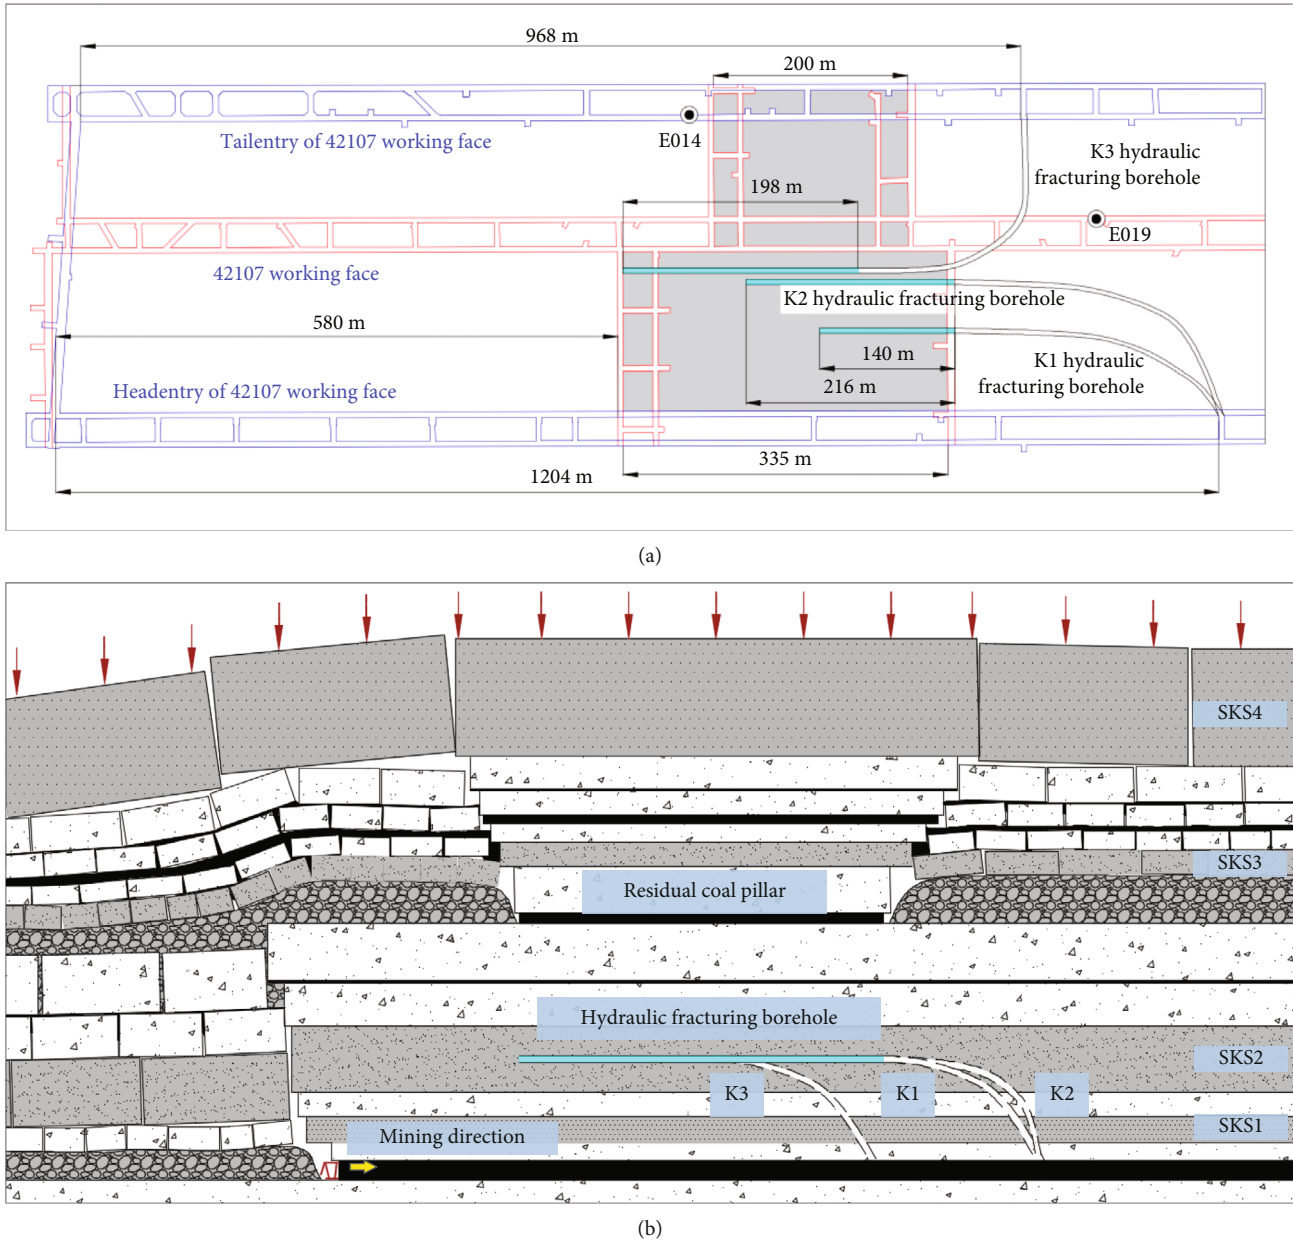 968 m
200 m
Tailentry of 42107 working face
E014
K3 hydraulic
fracturing borehole
198 m
E019
42107 working face
K2 hydraulic fracturing borehole
580 m
140 m
K1 hydraulic
fracturing borehole
Headentry of 42107 working face
216 m
335 m
1204 m
(a)
SKS4
SKS3
Residual coal pillar
Hydraulic fracturing borehole
SKS2
K3
K1
K2
SKS1
Mining direction
(b)